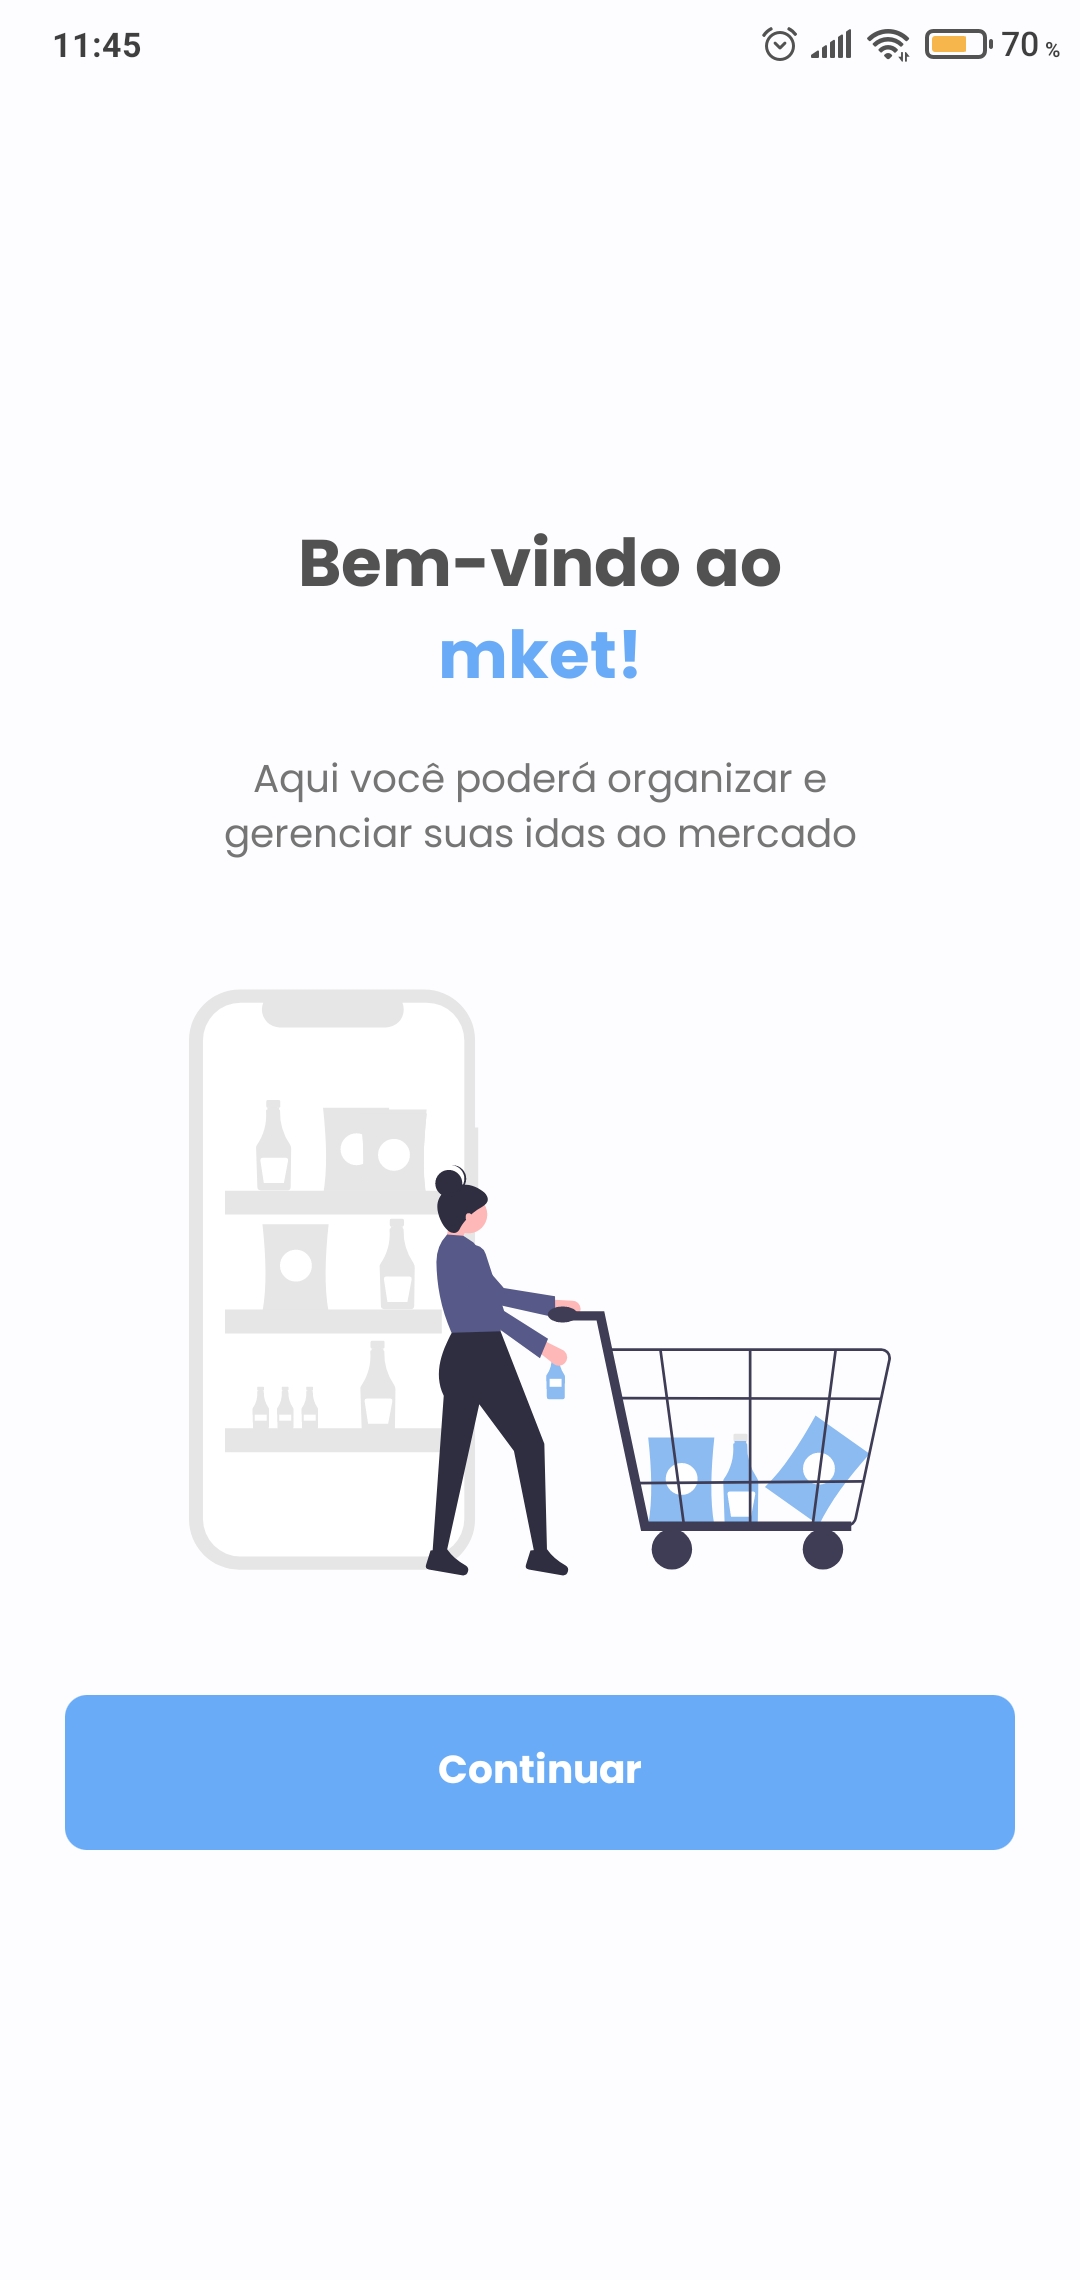 11:45
70 %
Bem-vindo ao
mket!
Aqui você poderá organizar e
gerenciar suas idas ao mercado
Continuar